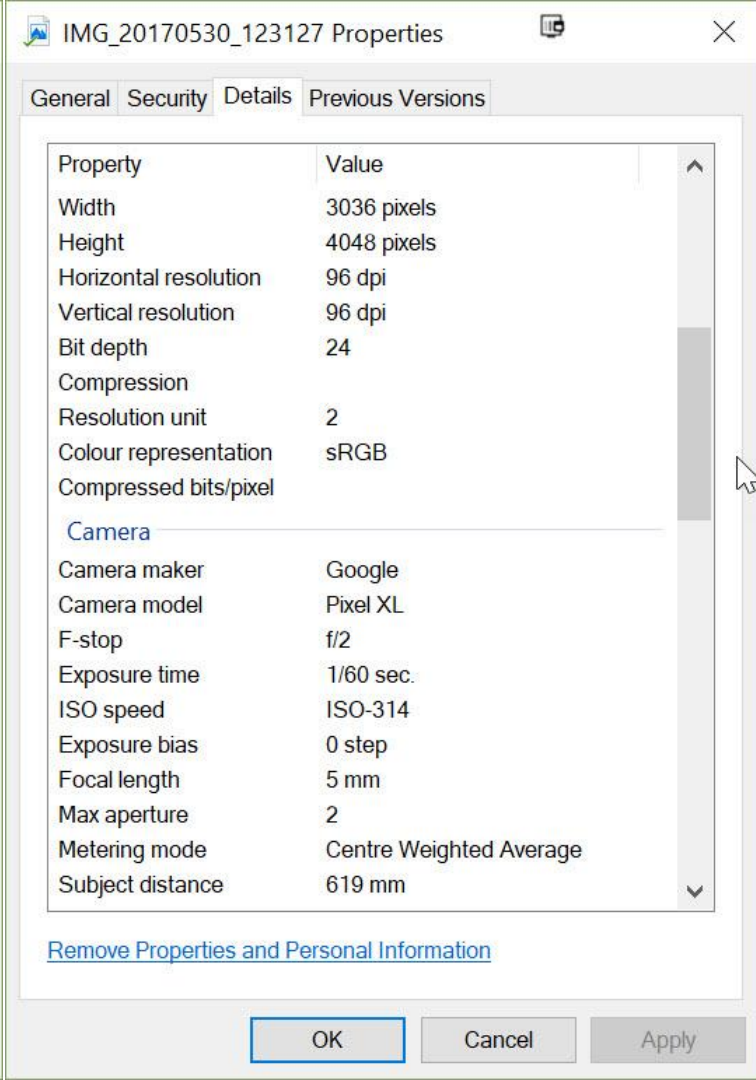 IMG_20170530_123127 Properties
General Security Details Previous Versions
Property Value
Width 3036 pixels
Height 4048 pixels
Horizontal resolution 96 dpi
Vertical resolution 96 dpi
Bit depth 24
Compression
Resolution unit 2
Colour representation sRGB
Compressed bits/pixel
Camera
Camera maker Google
Camera model Pixel XL
F-stop f/2
Exposure time 1/60 sec.
ISO speed ISO-314
Exposure bias 0 step
Focal length 5 mm
Max aperture 2
Metering mode Centre Weighted Average
Subject distance 619 mm
Remove Properties and Personal Information
OK Cancel Apply